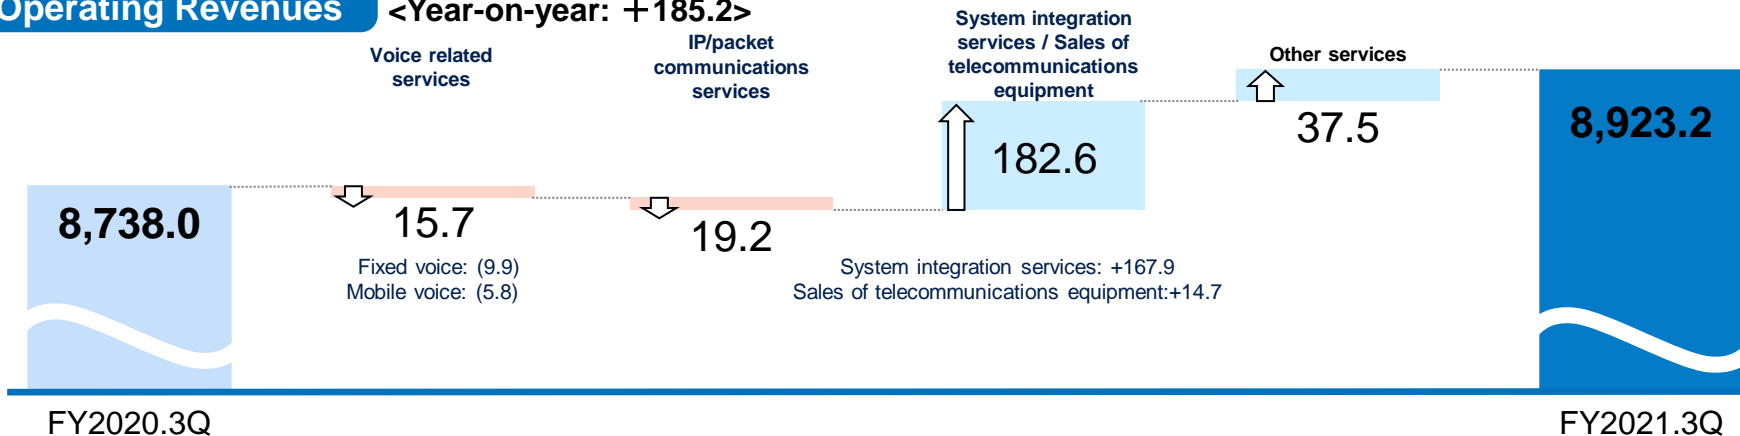 Operating Revenues
<Year-on-year: ＋185.2>
Voice related
services
IP/packet
communications
services
System integration
services / Sales of
telecommunications
equipment
Other services
8,738.0
15.7
19.2
182.6
37.5
8,923.2
Fixed voice: (9.9)
Mobile voice: (5.8)
System integration services: +167.9
Sales of telecommunications equipment:+14.7
FY2020.3Q
FY2021.3Q